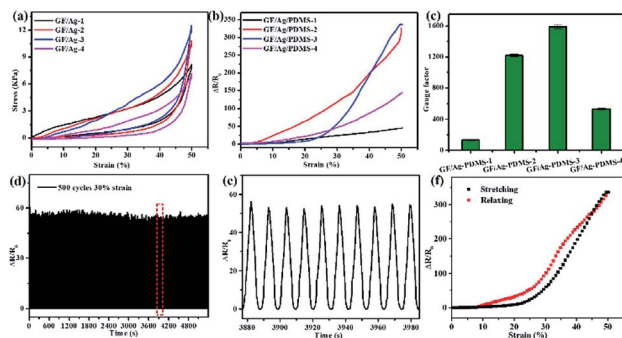 (a)
GF/Ag-1
GF/Ag-2
GF/Ag-3
GF/Ag-4
Stress (KPa)
12
9
6
3
0
0 10 20 30 40 50
Strain (%)
(b)
GF/Ag/PDMS-1
GF/Ag/PDMS-2
GF/Ag/PDMS-3
GF/Ag/PDMS-4
ΔR/R0
350
300
250
200
150
100
50
0
0 10 20 30 40 50
Strain (%)
(c)
Gauge factor
1600
1200
800
400
0
GF/Ag-PDMS-1
GF/Ag-PDMS-2
GF/Ag/PDMS-3
GF/Ag/PDMS-4
(d)
500 cycles 30% strain
ΔR/R0
90
60
30
0
0 600 1200 1800 2400 3000 3600 4200 4800
Time (s)
(e)
ΔR/R0
80
60
40
20
0
3880 3900 3920 3940 3960 3980
Time (s)
(f)
Stretching
Relaxing
ΔR/R0
300
200
100
0
0 10 20 30 40 50
Strain (%)